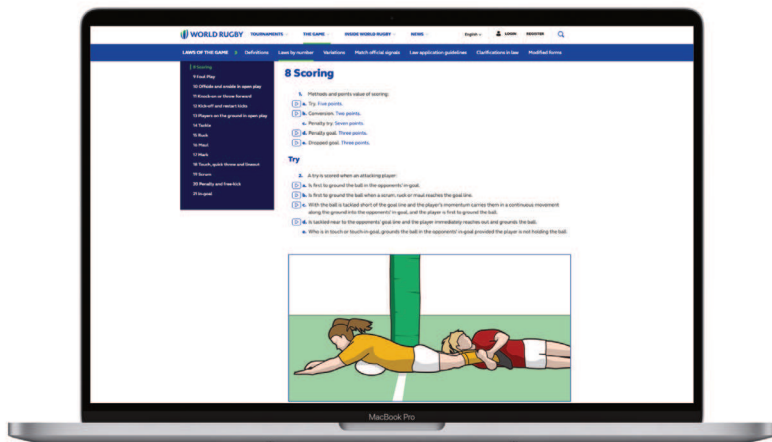 WORLD RUGBY TOURNAMENTS THE GAME INSIDE WORLD RUGBY NEWS English LOGIN REGISTER
LAWS OF THE GAME Definitions Laws by number Variations Match official signals Law application guidelines Clarifications in law Modified forms
8 Scoring
9 Foul Play
10 Offside and onside in open play
11 Knock-on or throw forward
12 Kick-off and restart kicks
13 Players on the ground in open play
14 Tackle
15 Ruck
16 Maul
17 Mark
18 Touch, quick throw and lineout
19 Scrum
20 Penalty and free-kick
21 In-goal
8 Scoring
1. Methods and points value of scoring:
a. Try. Five points.
b. Conversion. Two points.
c. Penalty try. Seven points.
d. Penalty goal. Three points.
e. Dropped goal. Three points.
Try
2. A try is scored when an attacking player:
a. Is first to ground the ball in the opponents' in-goal.
b. Is first to ground the ball when a scrum, ruck or maul reaches the goal line.
c. With the ball is tackled short of the goal line and the player's momentum carries them in a continuous movement
along the ground into the opponents' in-goal, and the player is first to ground the ball.
d. Is tackled near to the opponents' goal line and the player immediately reaches out and grounds the ball.
e. Who is in touch or touch-in-goal, grounds the ball in the opponents' in-goal provided the player is not holding the ball.
MacBook Pro